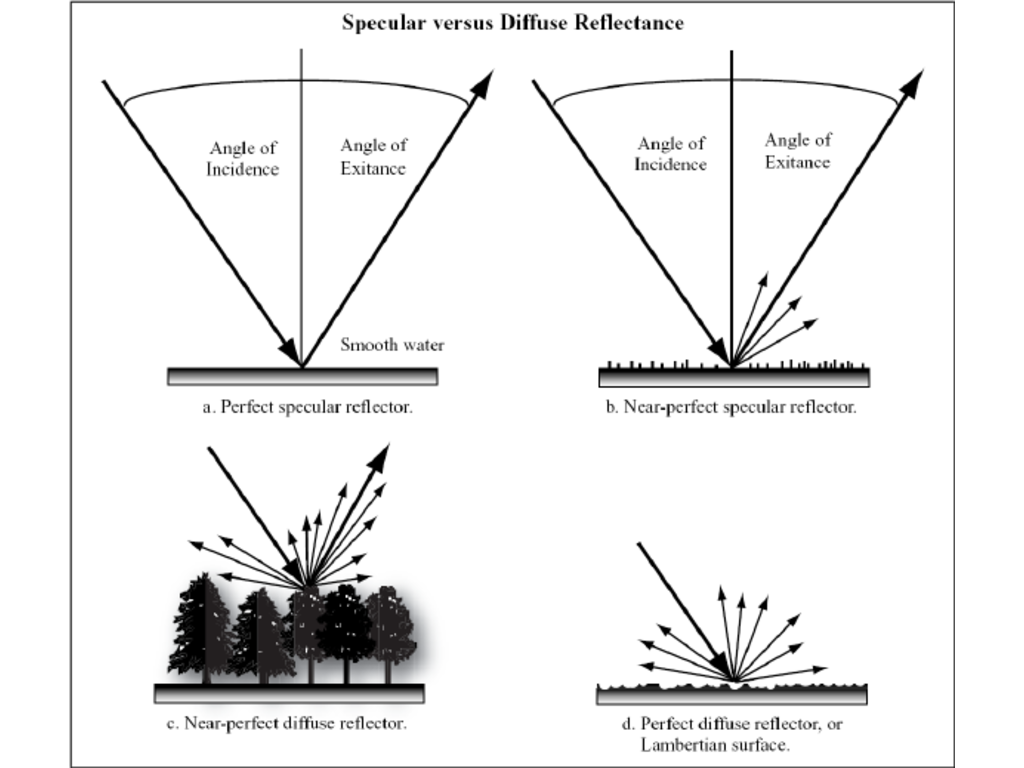 Specular versus Diffuse Reflectance
Angle of
Incidence
Angle of
Exitance
Smooth water
a. Perfect specular reflector.
Angle of
Incidence
Angle of
Exitance
b. Near-perfect specular reflector.
c. Near-perfect diffuse reflector.
d. Perfect diffuse reflector, or
Lambertian surface.